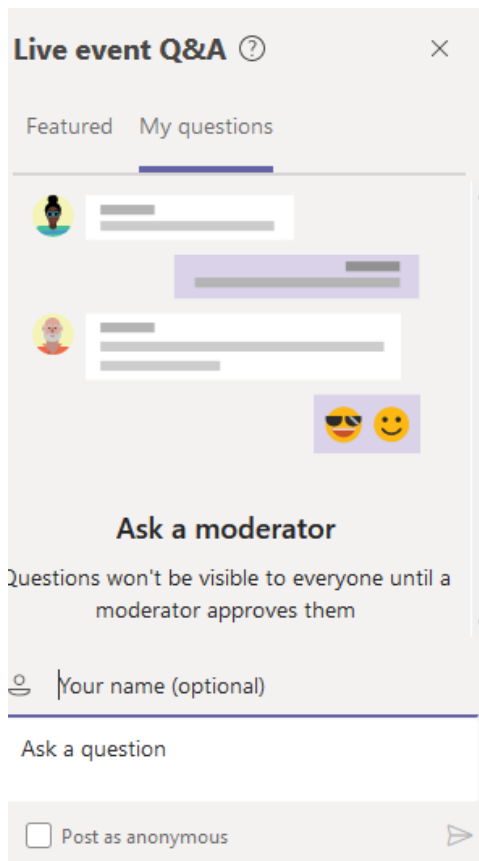 Live event Q&A
Featured My questions
Ask a moderator
Questions won't be visible to everyone until a
moderator approves them
Your name (optional)
Ask a question
Post as anonymous